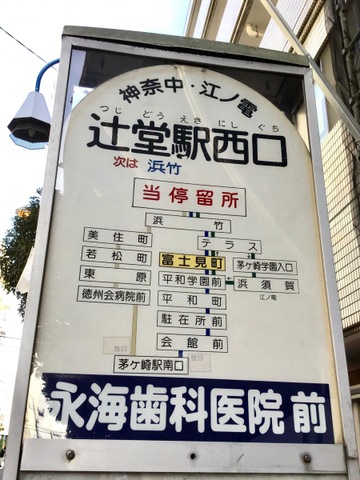 神奈中・江ノ電
つじどうえきにしぐち
辻堂駅西口
次は 浜竹
当停留所
浜竹
美住町 テラス
若松町 富士見町 茅ヶ崎学園入口
東原 平和学園前 浜須賀
江ノ電
徳州会病院前 平和町
駐在所前
会館前
茅ケ崎駅南口
永海歯科医院前